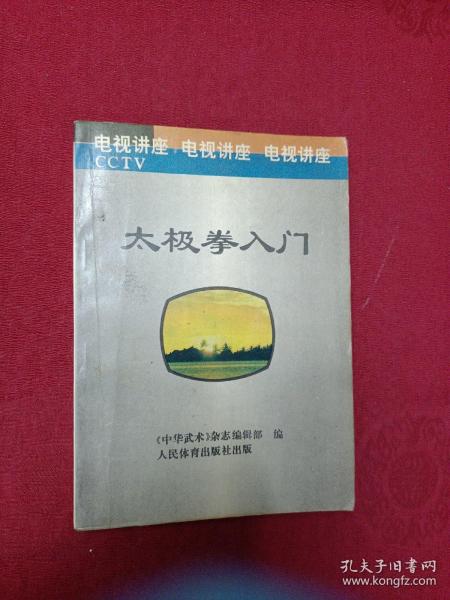 电视讲座 电视讲座 电视讲座
CCTV
太极拳入门
《中华武术》杂志编辑部 编
人民体育出版社出版
孔夫子旧书网
www.kongfz.com